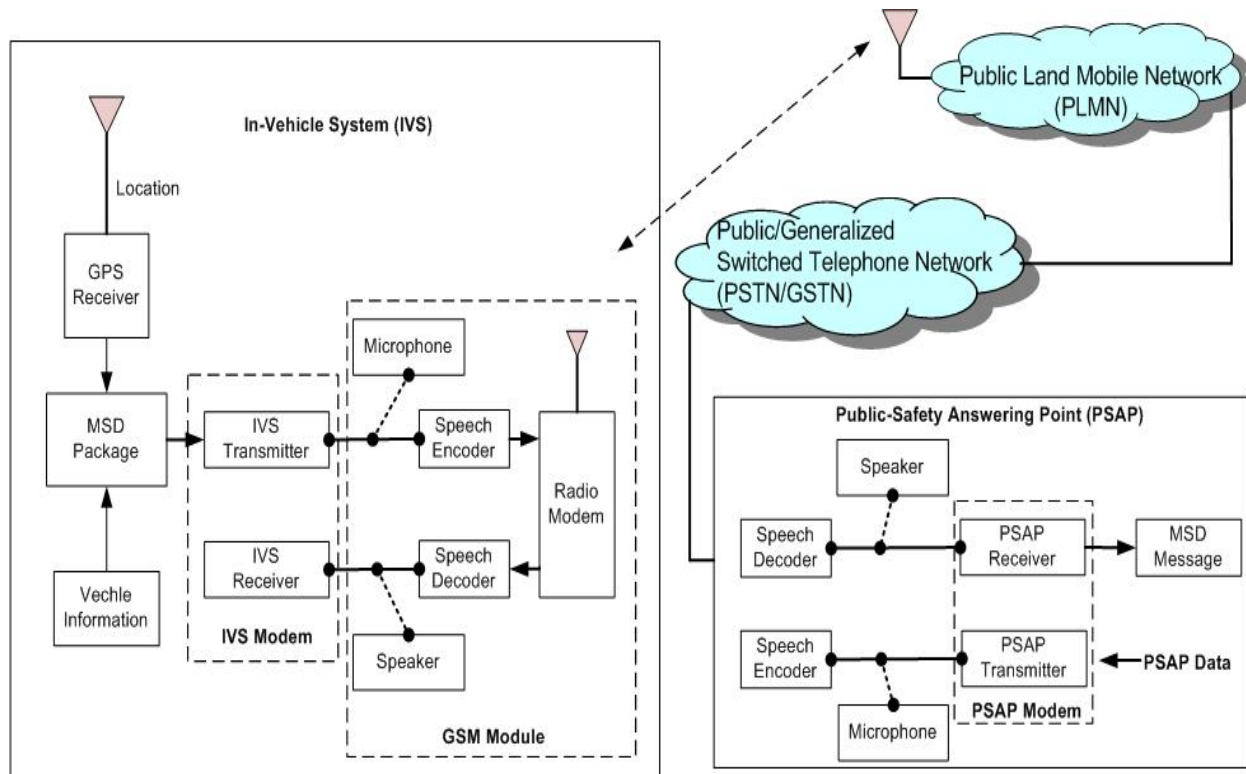 In-Vehicle System (IVS)
Location
GPS
Receiver
MSD
Package
Vechle
Information
IVS
Transmitter
IVS
Receiver
IVS Modem
Microphone
Speech
Encoder
Radio
Modem
Speech
Decoder
Speaker
GSM Module
Public Land Mobile Network
(PLMN)
Public/Generalized
Switched Telephone Network
(PSTN/GSTN)
Public-Safety Answering Point (PSAP)
Speaker
Speech
Decoder
PSAP
Receiver
MSD
Message
Speech
Encoder
PSAP
Transmitter
PSAP Data
Microphone
PSAP Modem